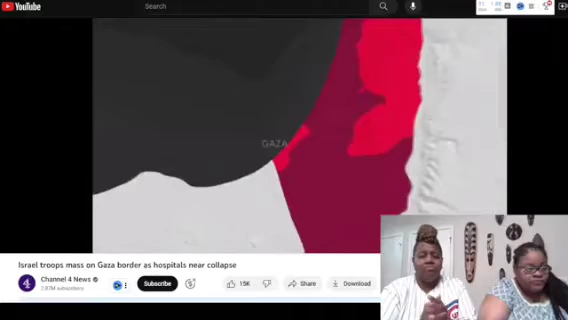 YouTube
Search
GAZA
Israel troops mass on Gaza border as hospitals near collapse
4 Channel 4 News
Subscribe
15K
Share
Download